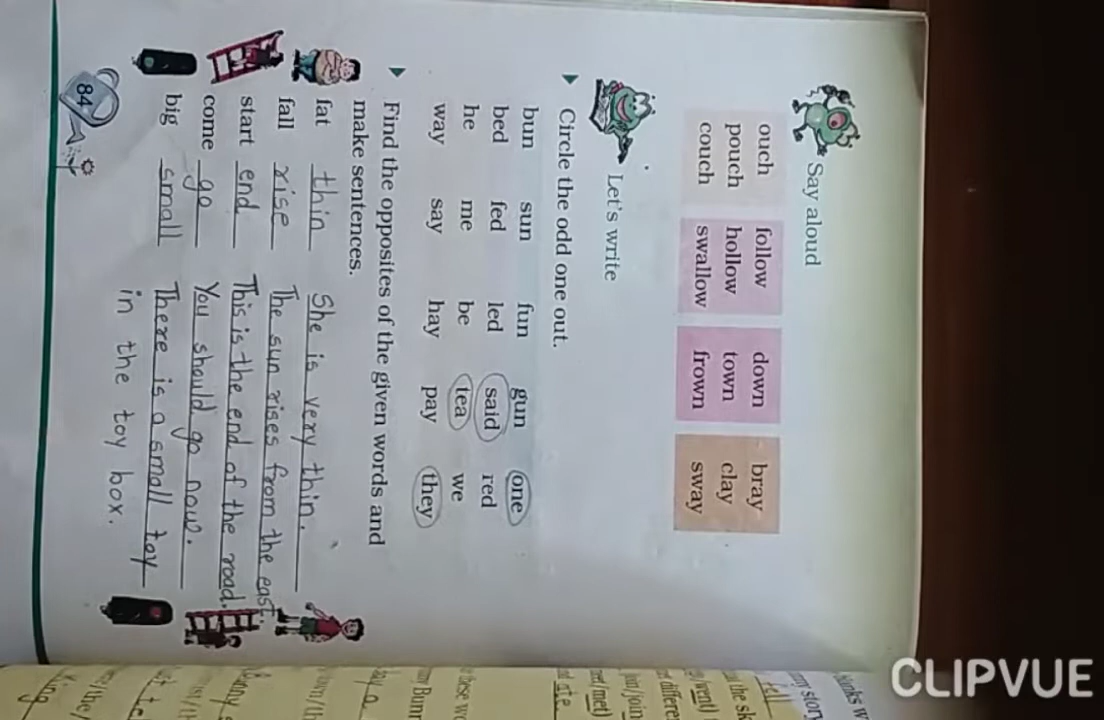 Say aloud
ouch follow down bray
pouch hollow town clay
couch swallow frown sway
Let's write
Circle the odd one out.
bun sun fun gun one
bed fed led said red
he me be tea we
way say hay pay they
Find the opposites of the given words and
make sentences.
fat thin She is very thin.
fall rise The sun rises from the east.
start end This is the end of the road.
come go You should go now.
big small There is a small toy
in the toy box.
84
CLIPVUE